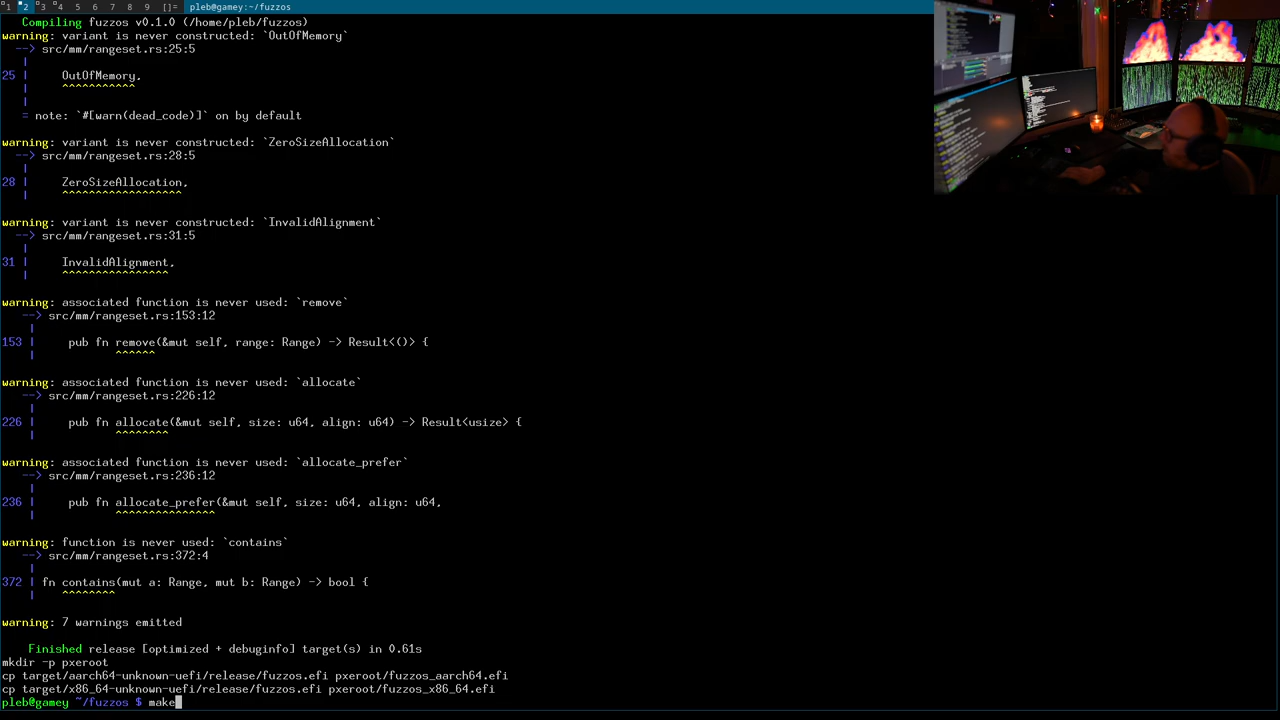 1 2 3 4 5 6 7 8 9 []= pleb@gamey:~/fuzzos
Compiling fuzzos v0.1.0 (/home/pleb/fuzzos)
warning: variant is never constructed: `OutOfMemory`
--> src/mm/rangeset.rs:25:5
|
25 | OutOfMemory,
| ^^^^^^^^^^^
|
= note: `#[warn(dead_code)]` on by default
warning: variant is never constructed: `ZeroSizeAllocation`
--> src/mm/rangeset.rs:28:5
|
28 | ZeroSizeAllocation,
| ^^^^^^^^^^^^^^^^^^
warning: variant is never constructed: `InvalidAlignment`
--> src/mm/rangeset.rs:31:5
|
31 | InvalidAlignment,
| ^^^^^^^^^^^^^^^^
warning: associated function is never used: `remove`
--> src/mm/rangeset.rs:153:12
|
153 | pub fn remove(&mut self, range: Range) -> Result<()> {
| ^^^^^^
warning: associated function is never used: `allocate`
--> src/mm/rangeset.rs:226:12
|
226 | pub fn allocate(&mut self, size: u64, align: u64) -> Result<usize> {
| ^^^^^^^^
warning: associated function is never used: `allocate_prefer`
--> src/mm/rangeset.rs:236:12
|
236 | pub fn allocate_prefer(&mut self, size: u64, align: u64,
| ^^^^^^^^^^^^^^^
warning: function is never used: `contains`
--> src/mm/rangeset.rs:372:4
|
372 | fn contains(mut a: Range, mut b: Range) -> bool {
| ^^^^^^^^
warning: 7 warnings emitted
Finished release [optimized + debuginfo] target(s) in 0.61s
mkdir -p pxeroot
cp target/aarch64-unknown-uefi/release/fuzzos.efi pxeroot/fuzzos_aarch64.efi
cp target/x86_64-unknown-uefi/release/fuzzos.efi pxeroot/fuzzos_x86_64.efi
pleb@gamey ~/fuzzos $ make